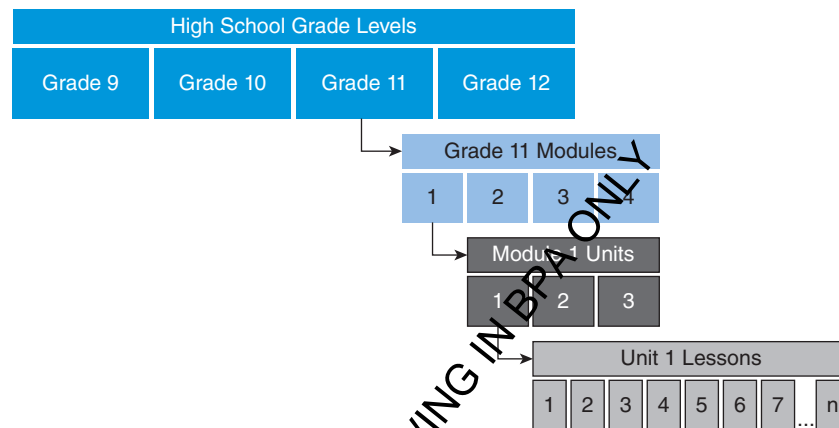 High School Grade Levels
Grade 9 Grade 10 Grade 11 Grade 12
Grade 11 Modules
1 2 3 4
Module 1 Units
1 2 3
Unit 1 Lessons
1 2 3 4 5 6 7 ... n
VING IN BPA ONLY